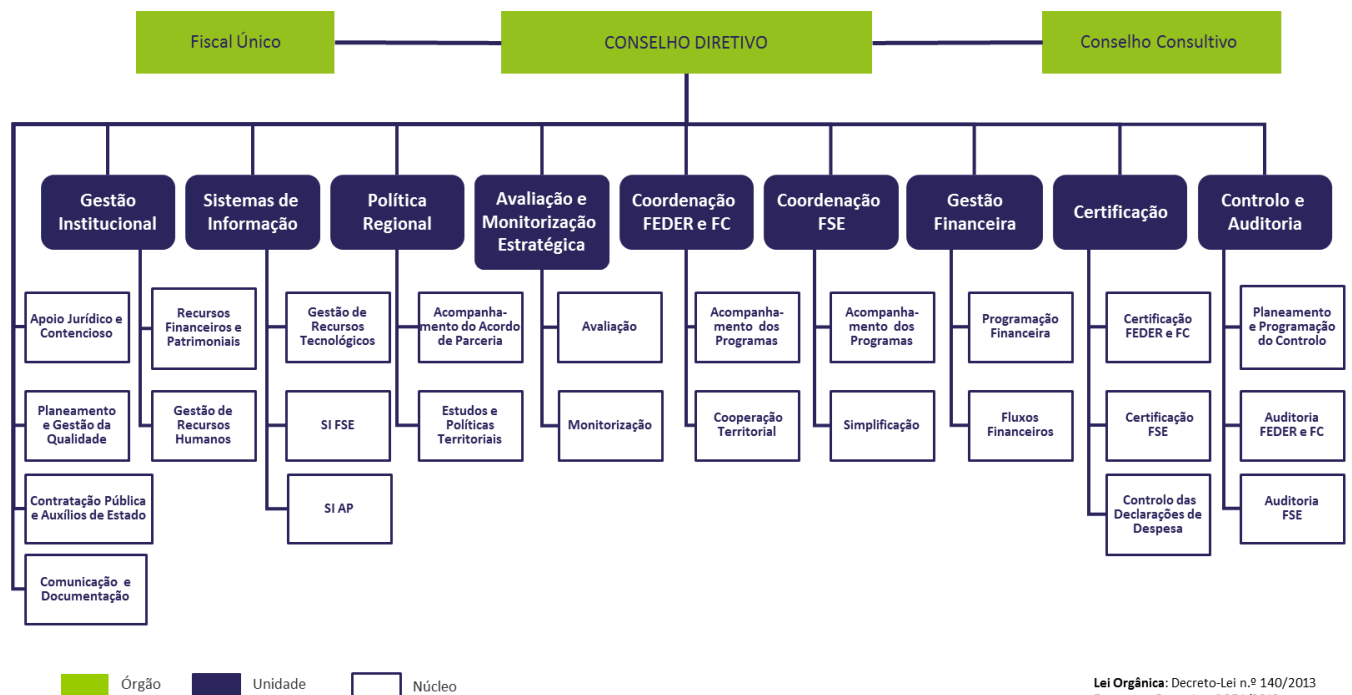 Fiscal Único
CONSELHO DIRETIVO
Conselho Consultivo
Gestão
Institucional
Sistemas de
Informação
Política
Regional
Avaliação e
Monitorização
Estratégica
Coordenação
FEDER e FC
Coordenação
FSE
Gestão
Financeira
Certificação
Controlo e
Auditoria
Apoio Jurídico e
Contencioso
Recursos
Financeiros e
Patrimoniais
Gestão de
Recursos
Tecnológicos
Acompanha-
mento do Acordo
de Parceria
Avaliação
Acompanha-
mento dos
Programas
Acompanha-
mento dos
Programas
Programação
Financeira
Certificação
FEDER e FC
Planeamento
e Programação
do Controlo
Planeamento
e Gestão da
Qualidade
Gestão de
Recursos
Humanos
SI FSE
Estudos e
Políticas
Territoriais
Monitorização
Cooperação
Territorial
Simplificação
Fluxos
Financeiros
Certificação
FSE
Auditoria
FEDER e FC
Contratação Pública
e Auxílios de Estado
SI AP
Controlo das
Declarações de
Despesa
Auditoria
FSE
Comunicação e
Documentação
Órgão
Unidade
Núcleo
Lei Orgânica: Decreto-Lei n.º 140/2013